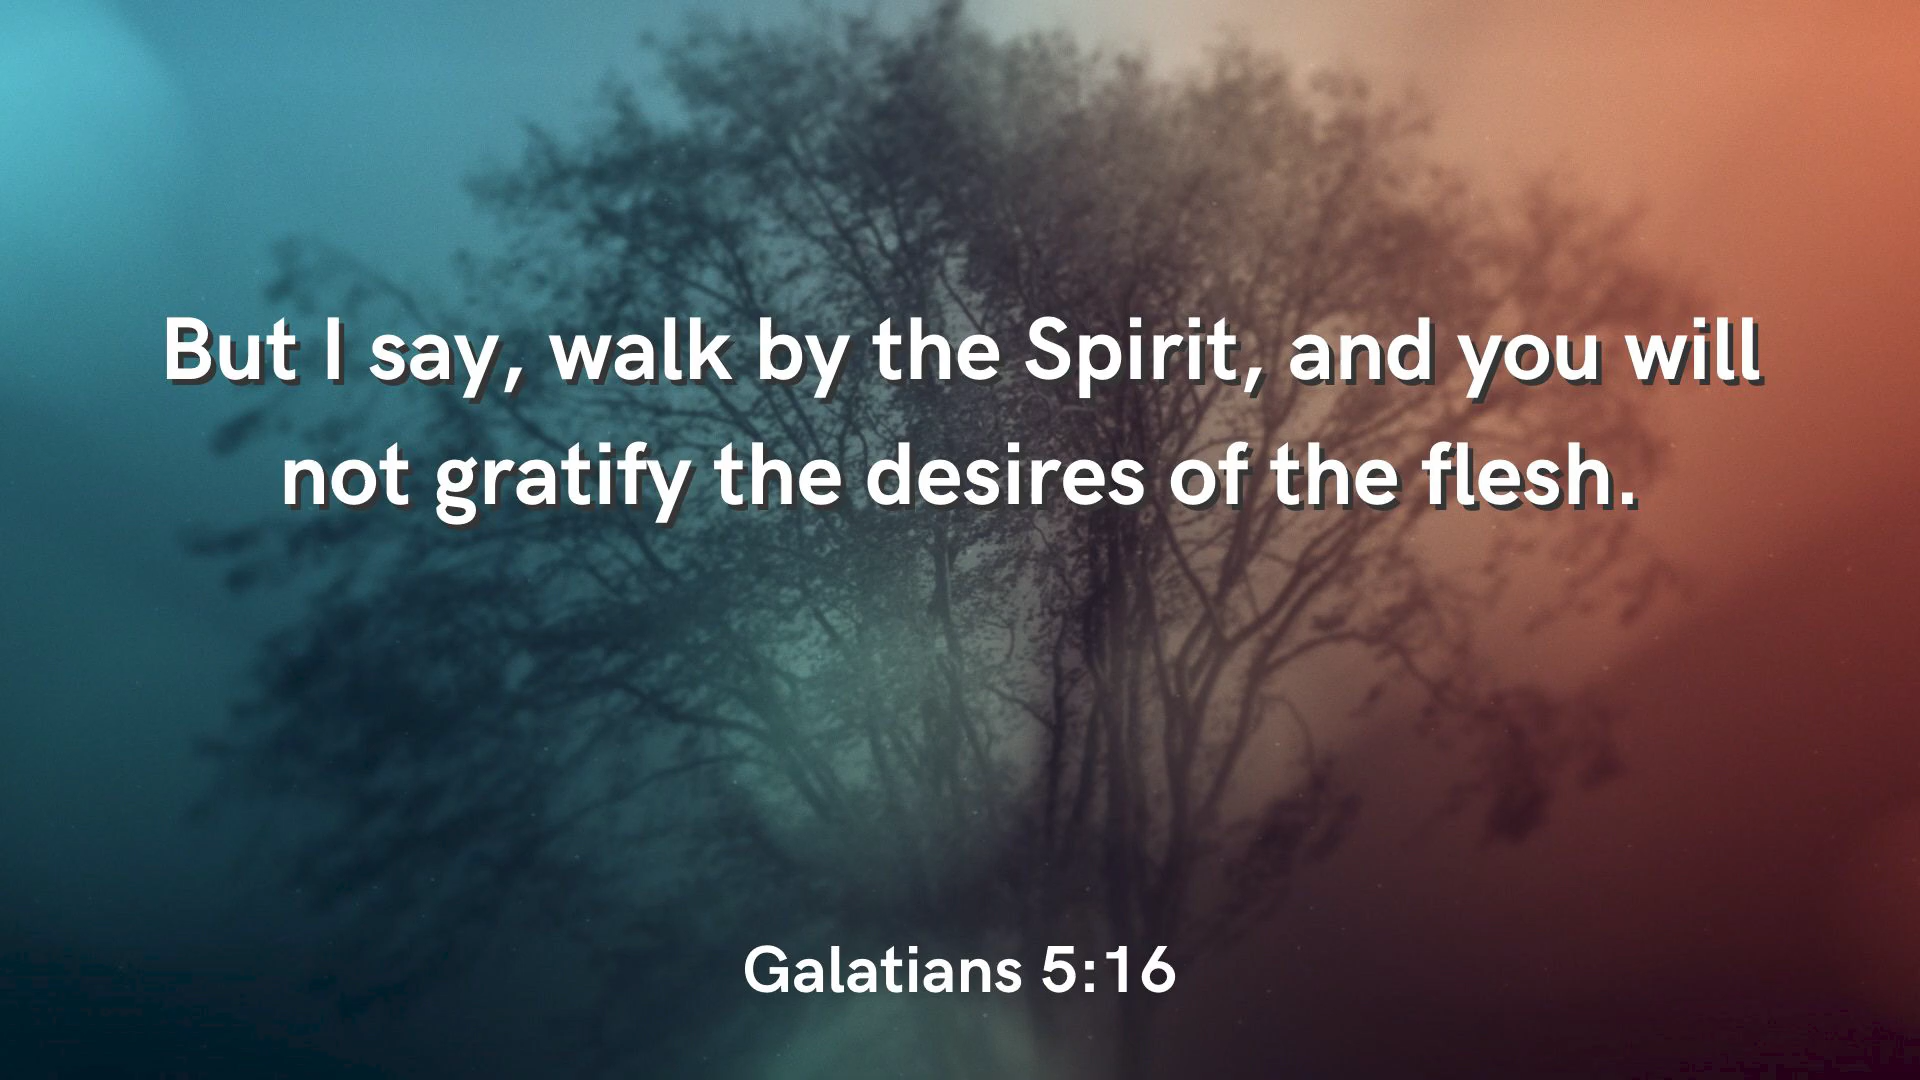 But I say, walk by the Spirit, and you will
not gratify the desires of the flesh.
Galatians 5:16